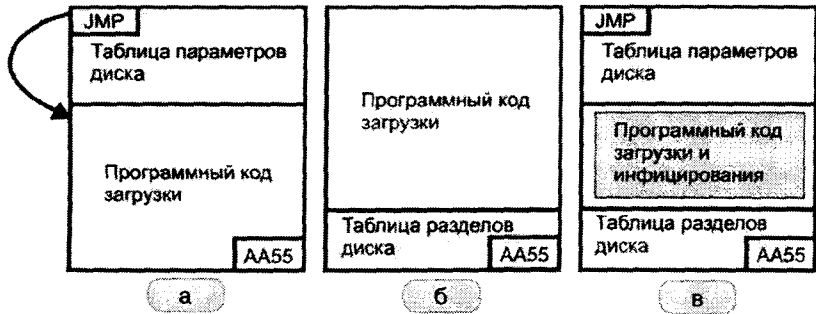 JMP
Таблица параметров
диска
Программный код
загрузки
AA55
а
Программный код
загрузки
Таблица разделов
диска
AA55
б
JMP
Таблица параметров
диска
Программный код
загрузки и
инфицирования
Таблица разделов
диска
AA55
в